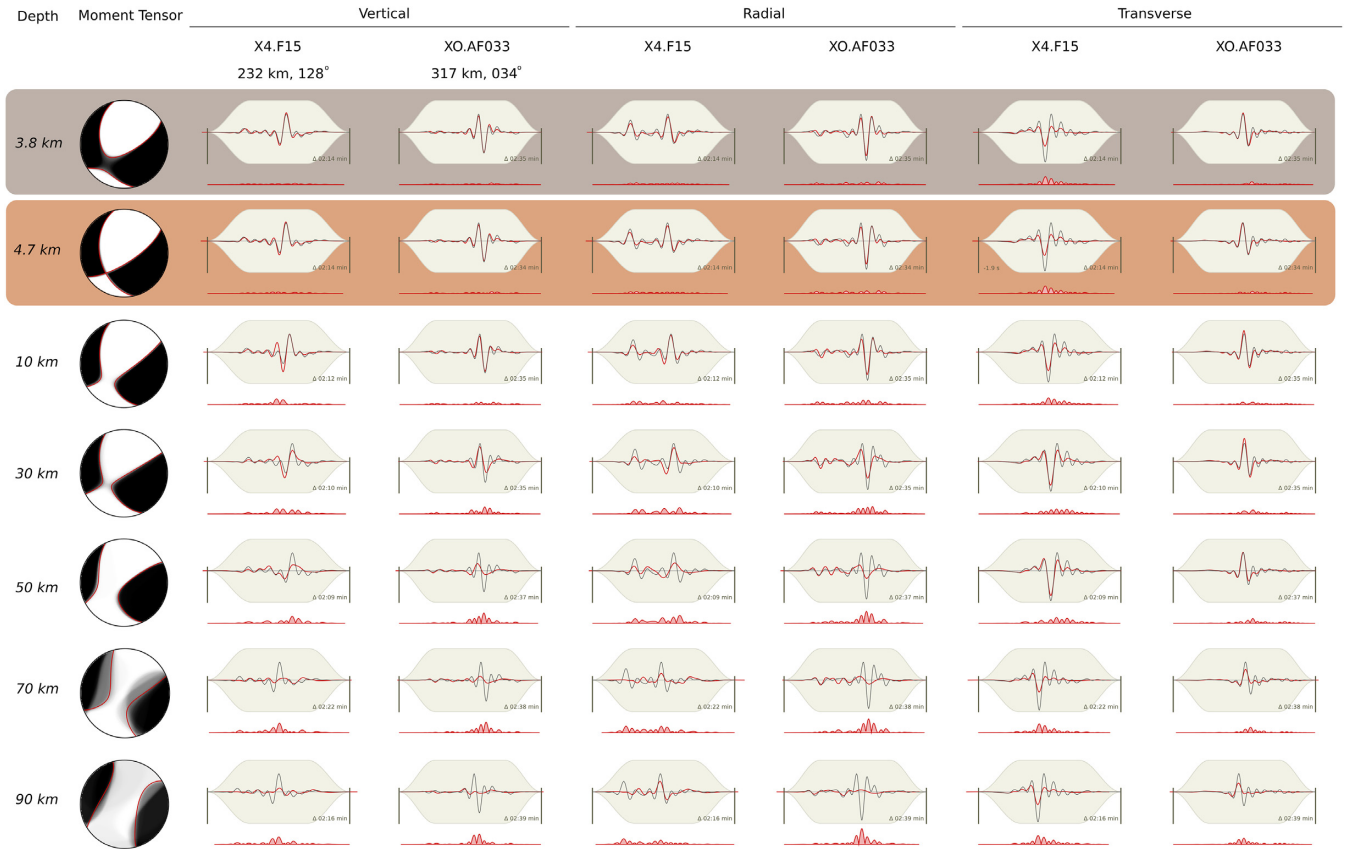 Depth Moment Tensor Vertical Radial Transverse
X4.F15 XO.AF033 X4.F15 XO.AF033 X4.F15 XO.AF033
232 km, 128° 317 km, 034°
3.8 km
Δ 02:14 min Δ 02:35 min Δ 02:14 min Δ 02:35 min Δ 02:14 min Δ 02:35 min
4.7 km
-1.9 s
Δ 02:14 min Δ 02:34 min Δ 02:14 min Δ 02:34 min Δ 02:14 min Δ 02:34 min
10 km
Δ 02:12 min Δ 02:35 min Δ 02:12 min Δ 02:35 min Δ 02:12 min Δ 02:35 min
30 km
Δ 02:10 min Δ 02:35 min Δ 02:10 min Δ 02:35 min Δ 02:10 min Δ 02:35 min
50 km
Δ 02:09 min Δ 02:37 min Δ 02:09 min Δ 02:37 min Δ 02:09 min Δ 02:37 min
70 km
Δ 02:22 min Δ 02:38 min Δ 02:22 min Δ 02:38 min Δ 02:22 min Δ 02:38 min
90 km
Δ 02:16 min Δ 02:39 min Δ 02:16 min Δ 02:39 min Δ 02:16 min Δ 02:39 min